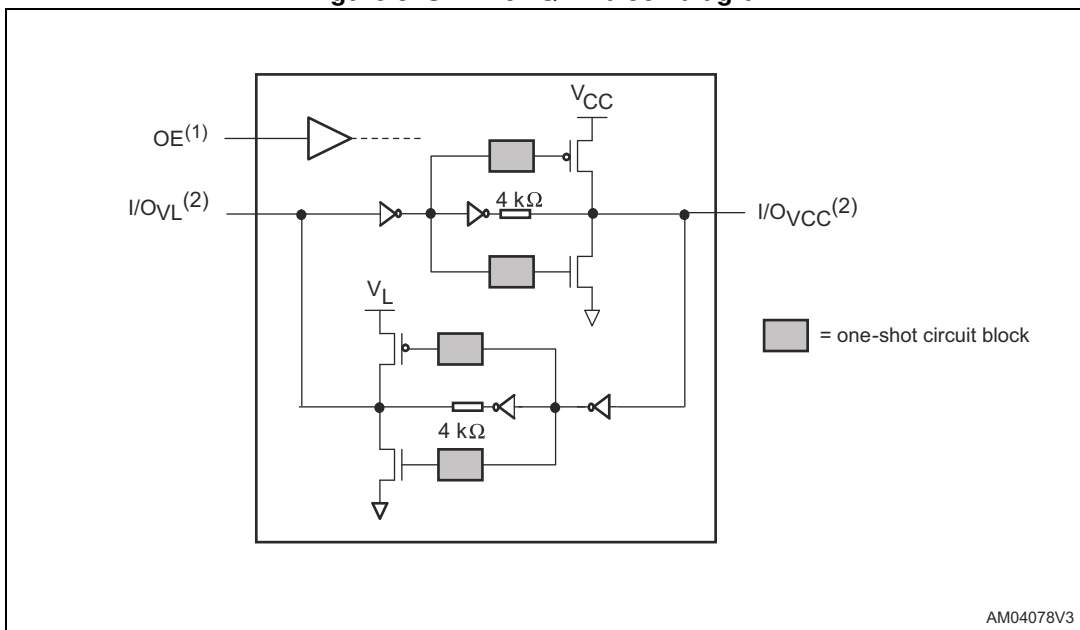 VCC
OE(1)
I/OVL(2)
4 kΩ
I/OVCC(2)
VL
= one-shot circuit block
4 kΩ
AM04078V3